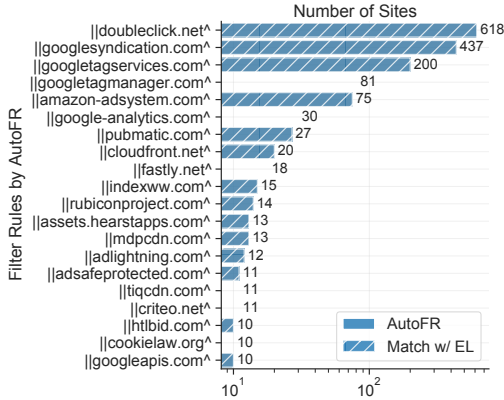 Number of Sites
Filter Rules by AutoFR
||doubleclick.net^ 618
||googlesyndication.com^ 437
||googletagservices.com^ 200
||googletagmanager.com^ 81
||amazon-adsystem.com^ 75
||google-analytics.com^ 30
||pubmatic.com^ 27
||cloudfront.net^ 20
||fastly.net^ 18
||indexww.com^ 15
||rubiconproject.com^ 14
||assets.hearstapps.com^ 13
||mdpcdn.com^ 13
||adlightning.com^ 12
||adsafeprotected.com^ 11
||tiqcdn.com^ 11
||criteo.net^ 11
||htlbid.com^ 10
||cookielaw.org^ 10
||googleapis.com^ 10
AutoFR
Match w/ EL
10¹ 10²